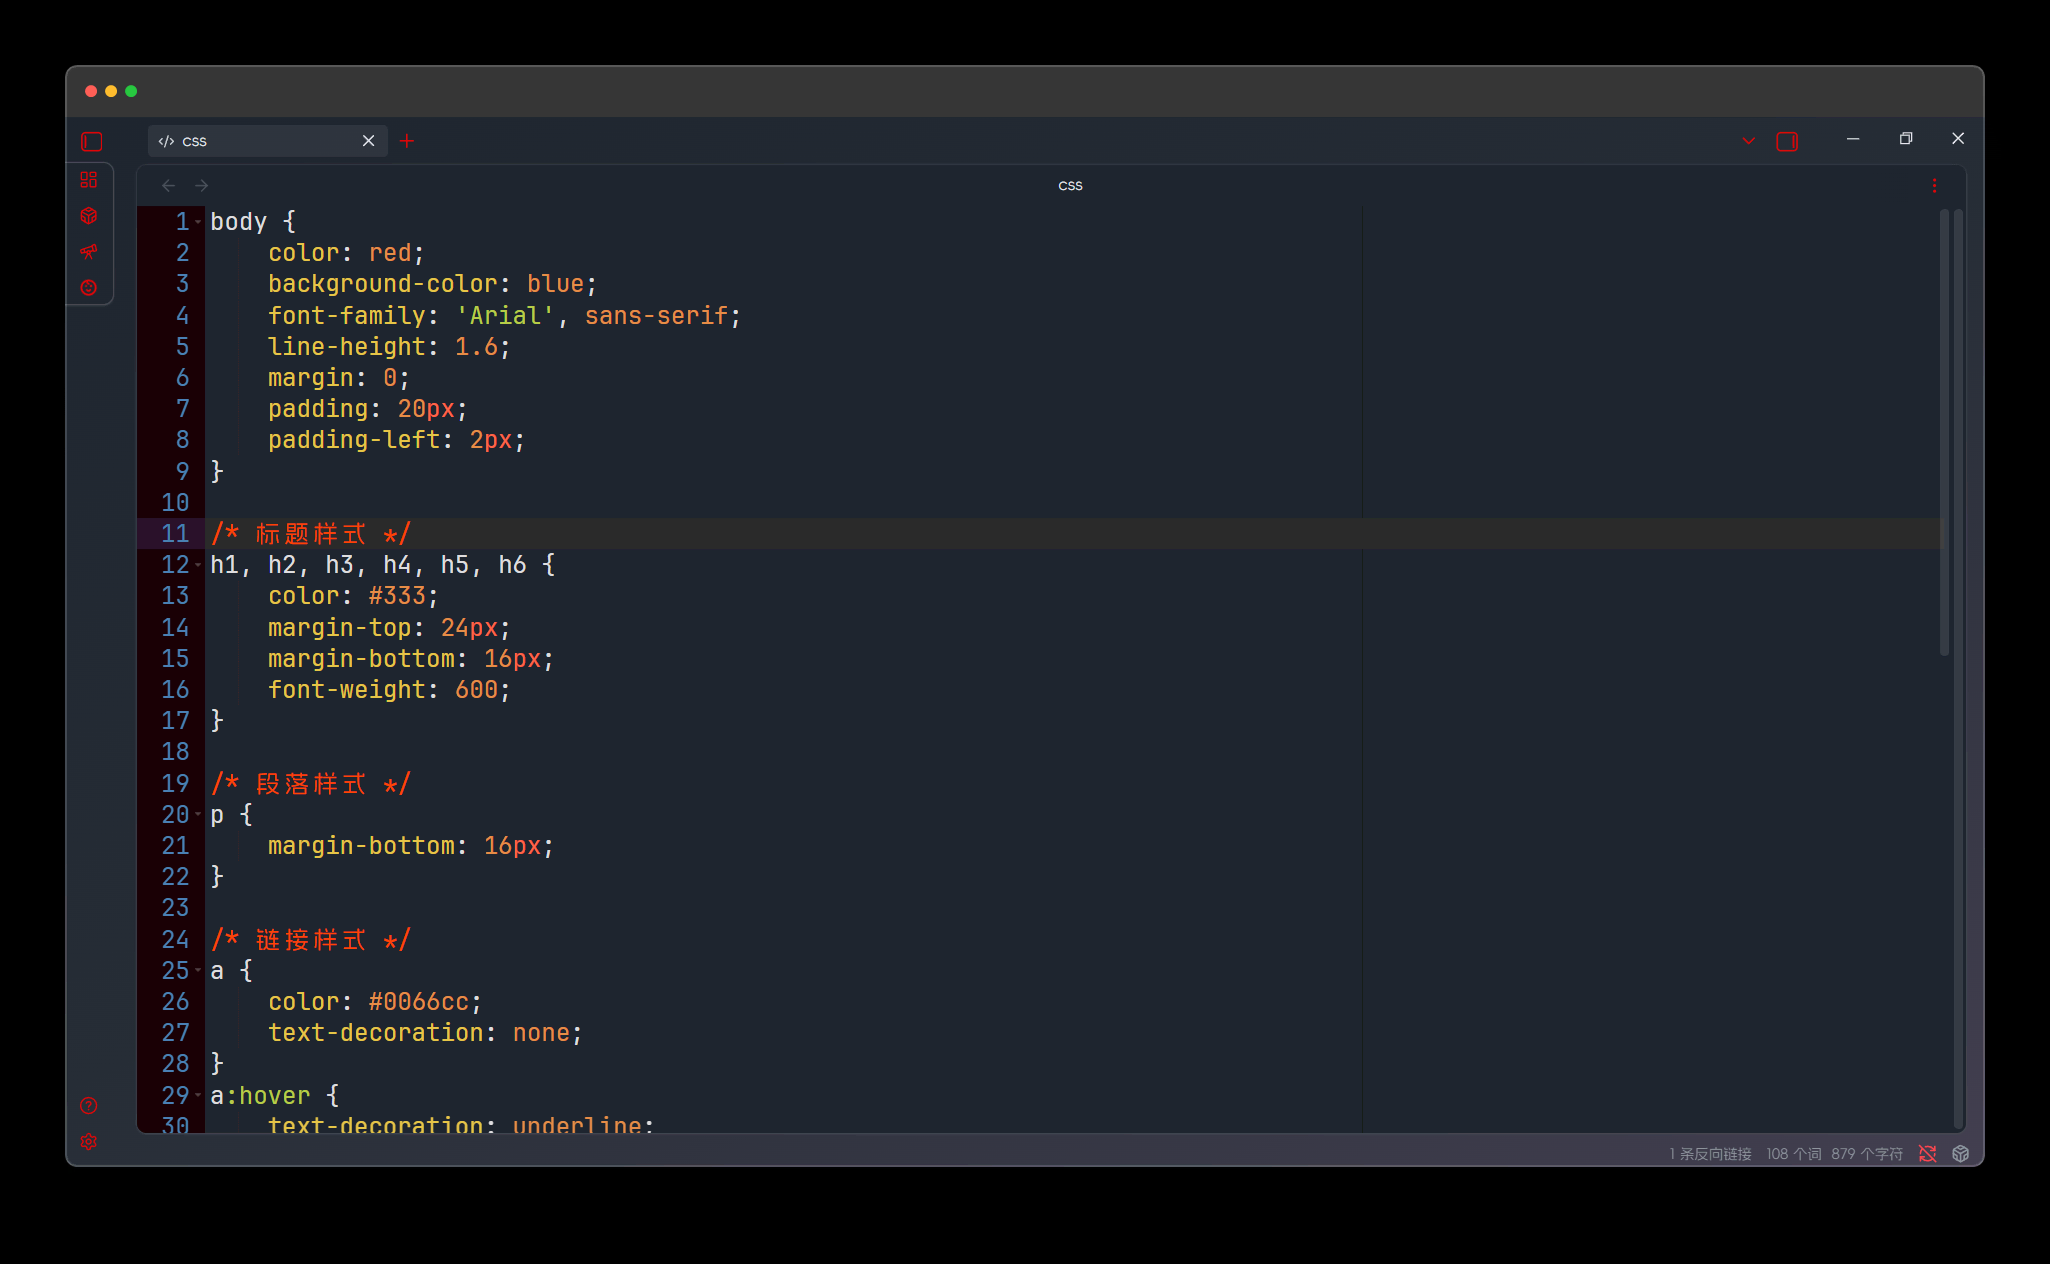 css
css
1 body {
2     color: red;
3     background-color: blue;
4     font-family: 'Arial', sans-serif;
5     line-height: 1.6;
6     margin: 0;
7     padding: 20px;
8     padding-left: 2px;
9 }
10
11 /* 标题样式 */
12 h1, h2, h3, h4, h5, h6 {
13     color: #333;
14     margin-top: 24px;
15     margin-bottom: 16px;
16     font-weight: 600;
17 }
18
19 /* 段落样式 */
20 p {
21     margin-bottom: 16px;
22 }
23
24 /* 链接样式 */
25 a {
26     color: #0066cc;
27     text-decoration: none;
28 }
29 a:hover {
30     text-decoration: underline;
1 条反向链接 108 个词 879 个字符